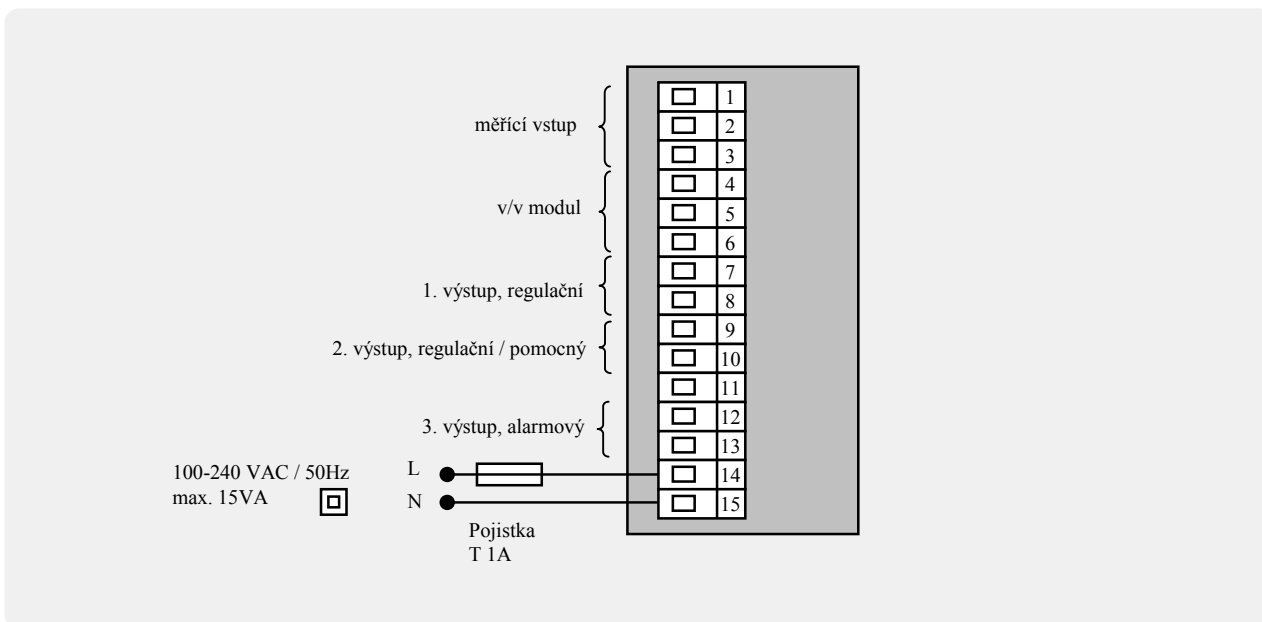 měřící vstup
v/v modul
1. výstup, regulační
2. výstup, regulační / pomocný
3. výstup, alarmový
100-240 VAC / 50Hz
max. 15VA
L
N
Pojistka
T 1A
1
2
3
4
5
6
7
8
9
10
11
12
13
14
15